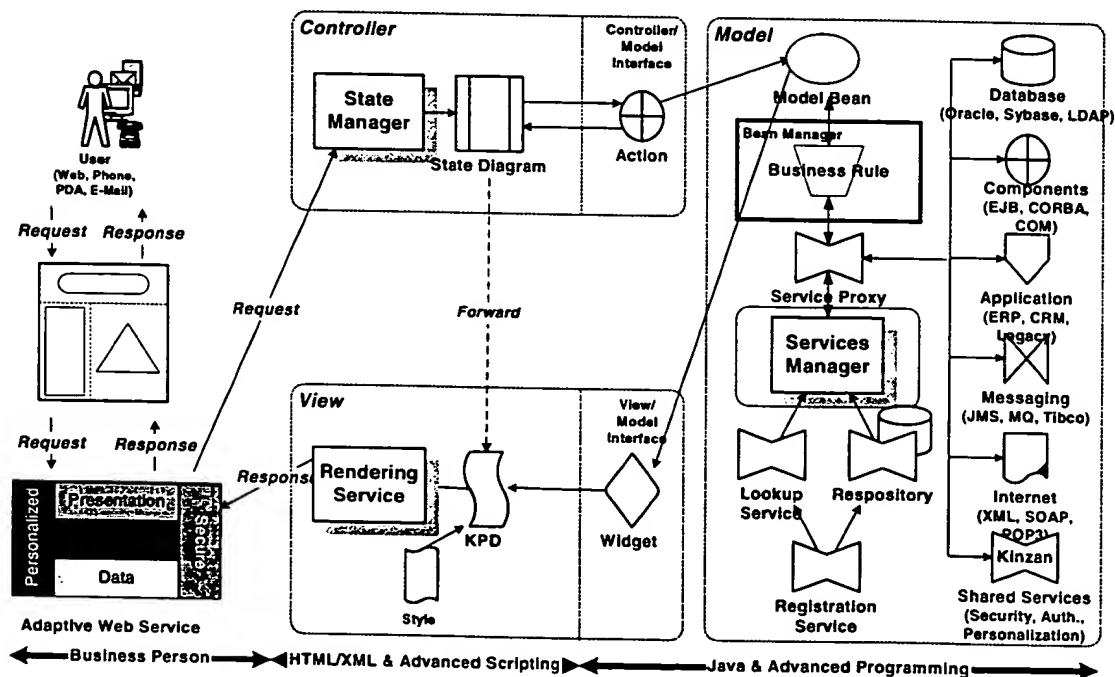 Controller
Controller/
Model
Interface
Model
State
Manager
State Diagram
Action
Model Bean
Bean Manager
Business Rule
Service Proxy
Services
Manager
Lookup
Service
Respository
Registration
Service
Database
(Oracle, Sybase, LDAP)
Components
(EJB, CORBA,
COM)
Application
(ERP, CRM,
Legacy)
Messaging
(JMS, MQ, Tibco)
Internet
(XML, SOAP,
POP3)
Kinzan
Shared Services
(Security, Auth.,
Personalization)
User
(Web, Phone,
PDA, E-Mail)
Request
Response
Request
Forward
Request
Response
Response
View
View/
Model
Interface
Rendering
Service
KPD
Widget
Style
Personalized
Presentation
Secure
Data
Adaptive Web Service
Business Person
HTML/XML & Advanced Scripting
Java & Advanced Programming